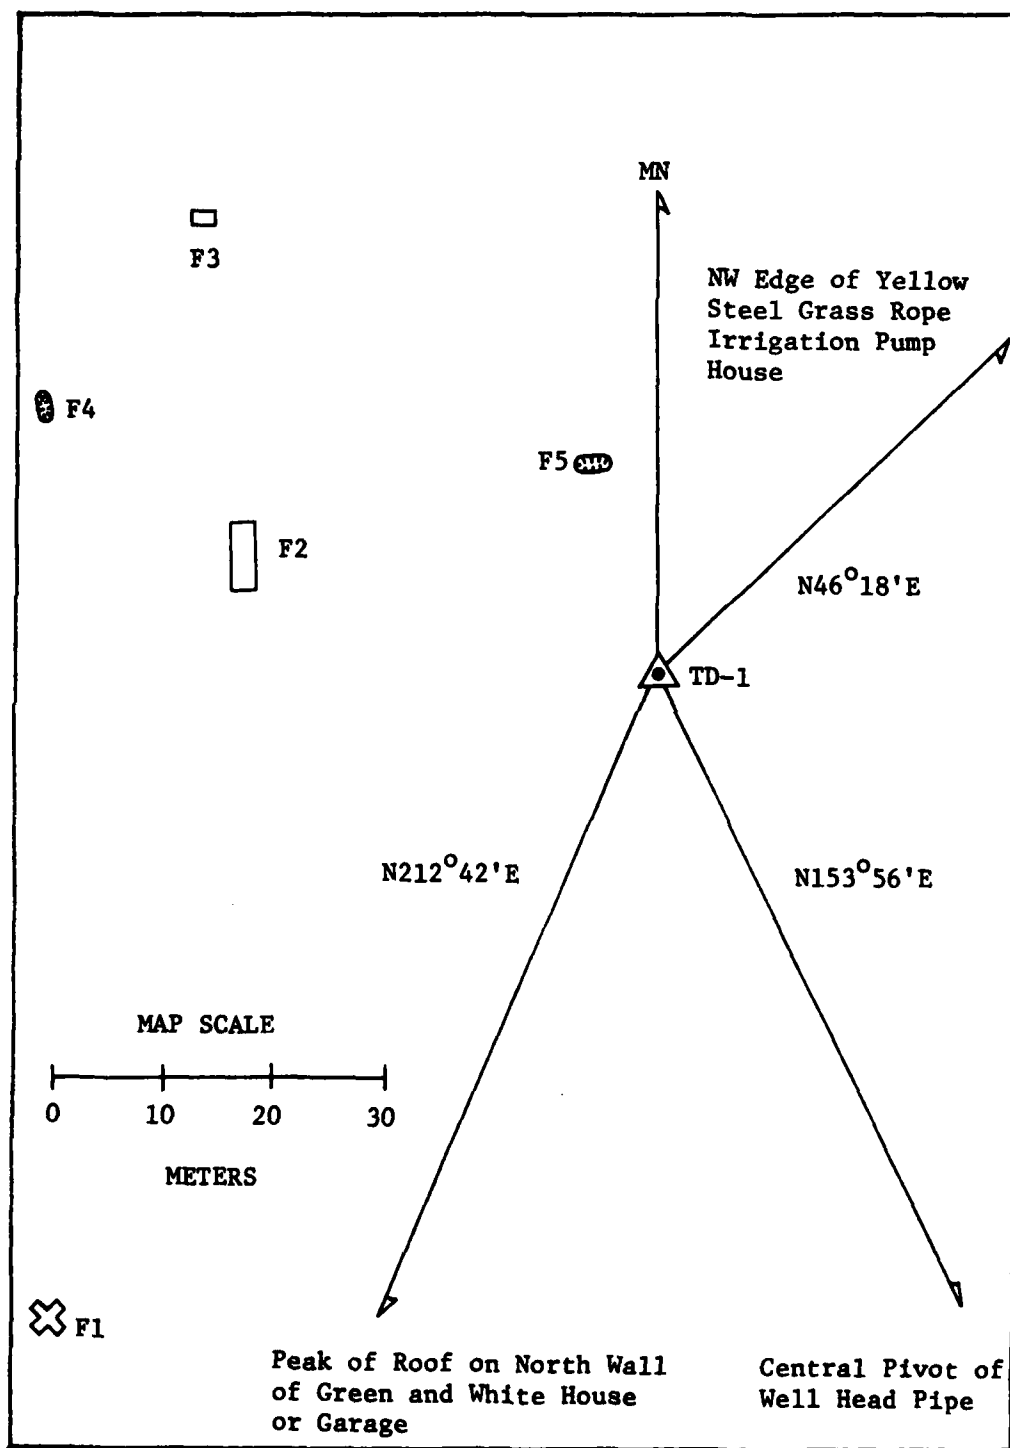 MN
F3
NW Edge of Yellow
Steel Grass Rope
Irrigation Pump
House
F4
F5
F2
N46°18'E
TD-1
N212°42'E
N153°56'E
MAP SCALE
0 10 20 30
METERS
F1
Peak of Roof on North Wall
of Green and White House
or Garage
Central Pivot of
Well Head Pipe